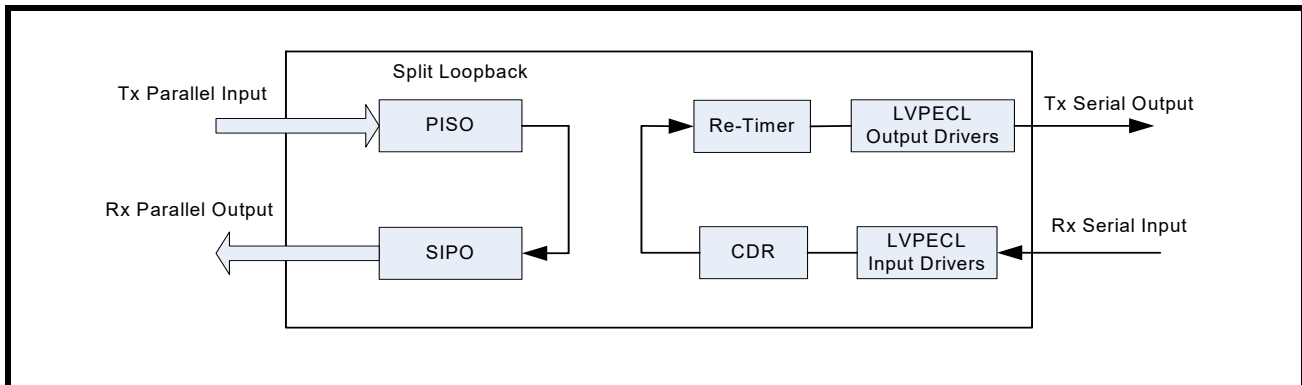 Split Loopback
Tx Parallel Input
PISO
Re-Timer
LVPECL
Output Drivers
Tx Serial Output
Rx Parallel Output
SIPO
CDR
LVPECL
Input Drivers
Rx Serial Input